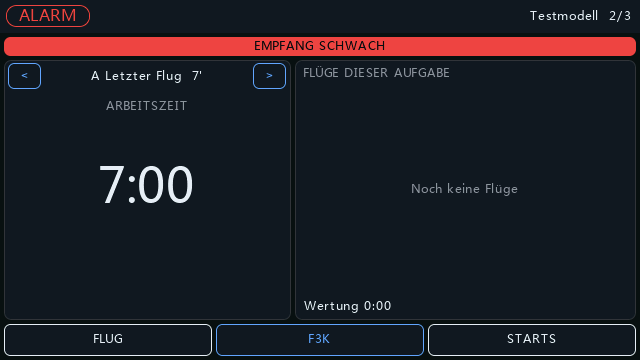 ALARM
Testmodell 2/3
EMPFANG SCHWACH
< A Letzter Flug 7' >
ARBEITSZEIT
7:00
FLÜGE DIESER AUFGABE
Noch keine Flüge
Wertung 0:00
FLUG
F3K
STARTS